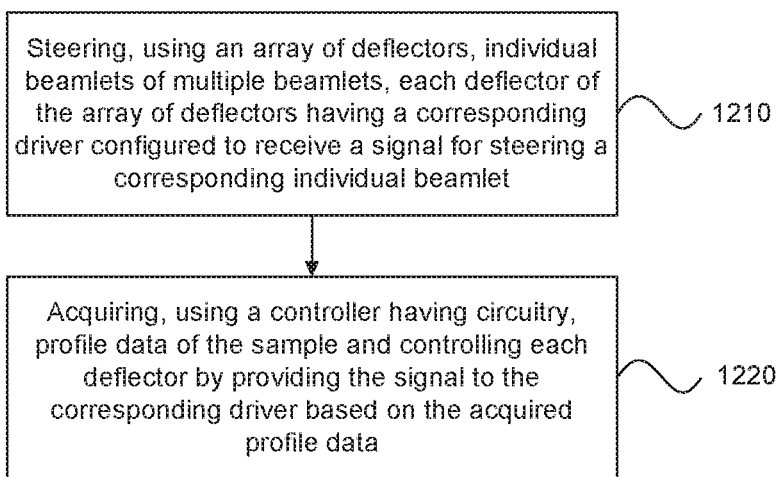 Steering, using an array of deflectors, individual
beamlets of multiple beamlets, each deflector of
the array of deflectors having a corresponding
driver configured to receive a signal for steering a
corresponding individual beamlet
1210
Acquiring, using a controller having circuitry,
profile data of the sample and controlling each
deflector by providing the signal to the
corresponding driver based on the acquired
profile data
1220